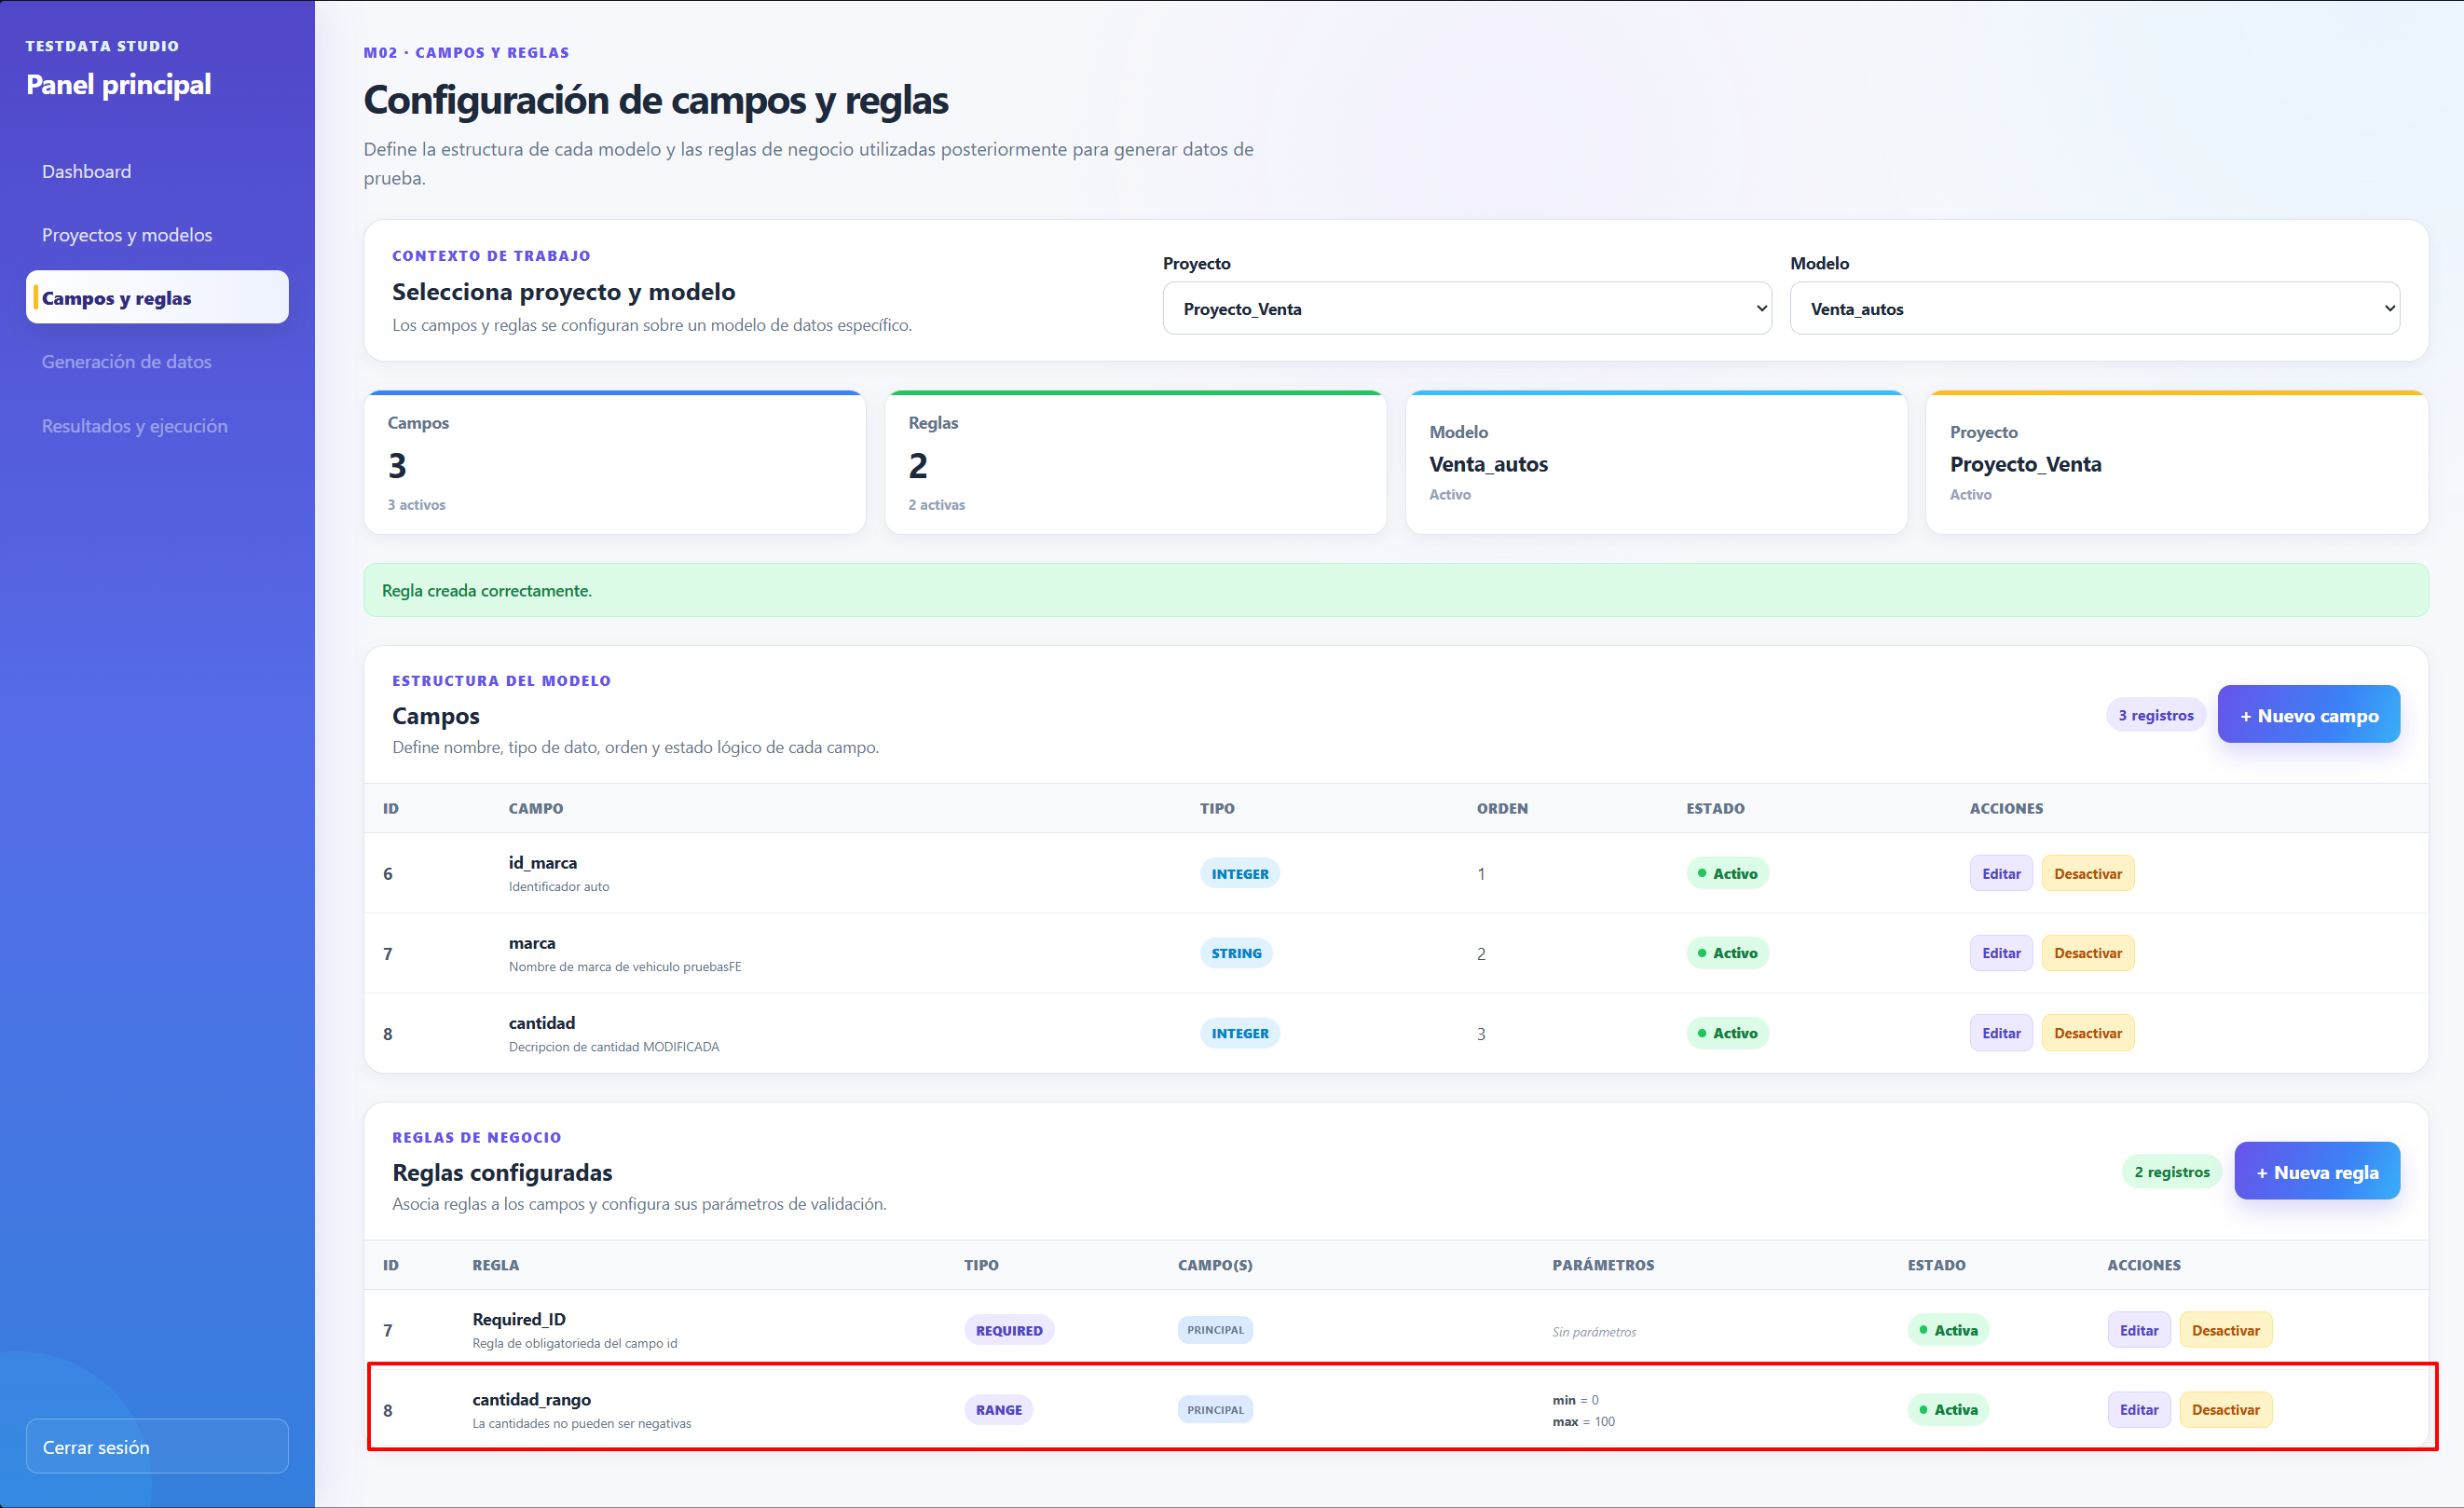 TESTDATA STUDIO
Panel principal
Dashboard
Proyectos y modelos
Campos y reglas
Generación de datos
Resultados y ejecución
Cerrar sesión
M02 · CAMPOS Y REGLAS
Configuración de campos y reglas
Define la estructura de cada modelo y las reglas de negocio utilizadas posteriormente para generar datos de
prueba.
CONTEXTO DE TRABAJO
Selecciona proyecto y modelo
Los campos y reglas se configuran sobre un modelo de datos específico.
Proyecto
Proyecto_Venta
Modelo
Venta_autos
Campos
3
3 activos
Reglas
2
2 activas
Modelo
Venta_autos
Activo
Proyecto
Proyecto_Venta
Activo
Regla creada correctamente.
ESTRUCTURA DEL MODELO
Campos
Define nombre, tipo de dato, orden y estado lógico de cada campo.
3 registros
+ Nuevo campo
ID CAMPO TIPO ORDEN ESTADO ACCIONES
6 id_marca INTEGER 1 Activo Editar Desactivar
Identificador auto
7 marca STRING 2 Activo Editar Desactivar
Nombre de marca de vehiculo pruebasFE
8 cantidad INTEGER 3 Activo Editar Desactivar
Decripcion de cantidad MODIFICADA
REGLAS DE NEGOCIO
Reglas configuradas
Asocia reglas a los campos y configura sus parámetros de validación.
2 registros
+ Nueva regla
ID REGLA TIPO CAMPO(S) PARÁMETROS ESTADO ACCIONES
7 Required_ID REQUIRED PRINCIPAL Sin parámetros Activa Editar Desactivar
Regla de obligatorieda del campo id
8 cantidad_rango RANGE PRINCIPAL min = 0 Activa Editar Desactivar
La cantidades no pueden ser negativas max = 100